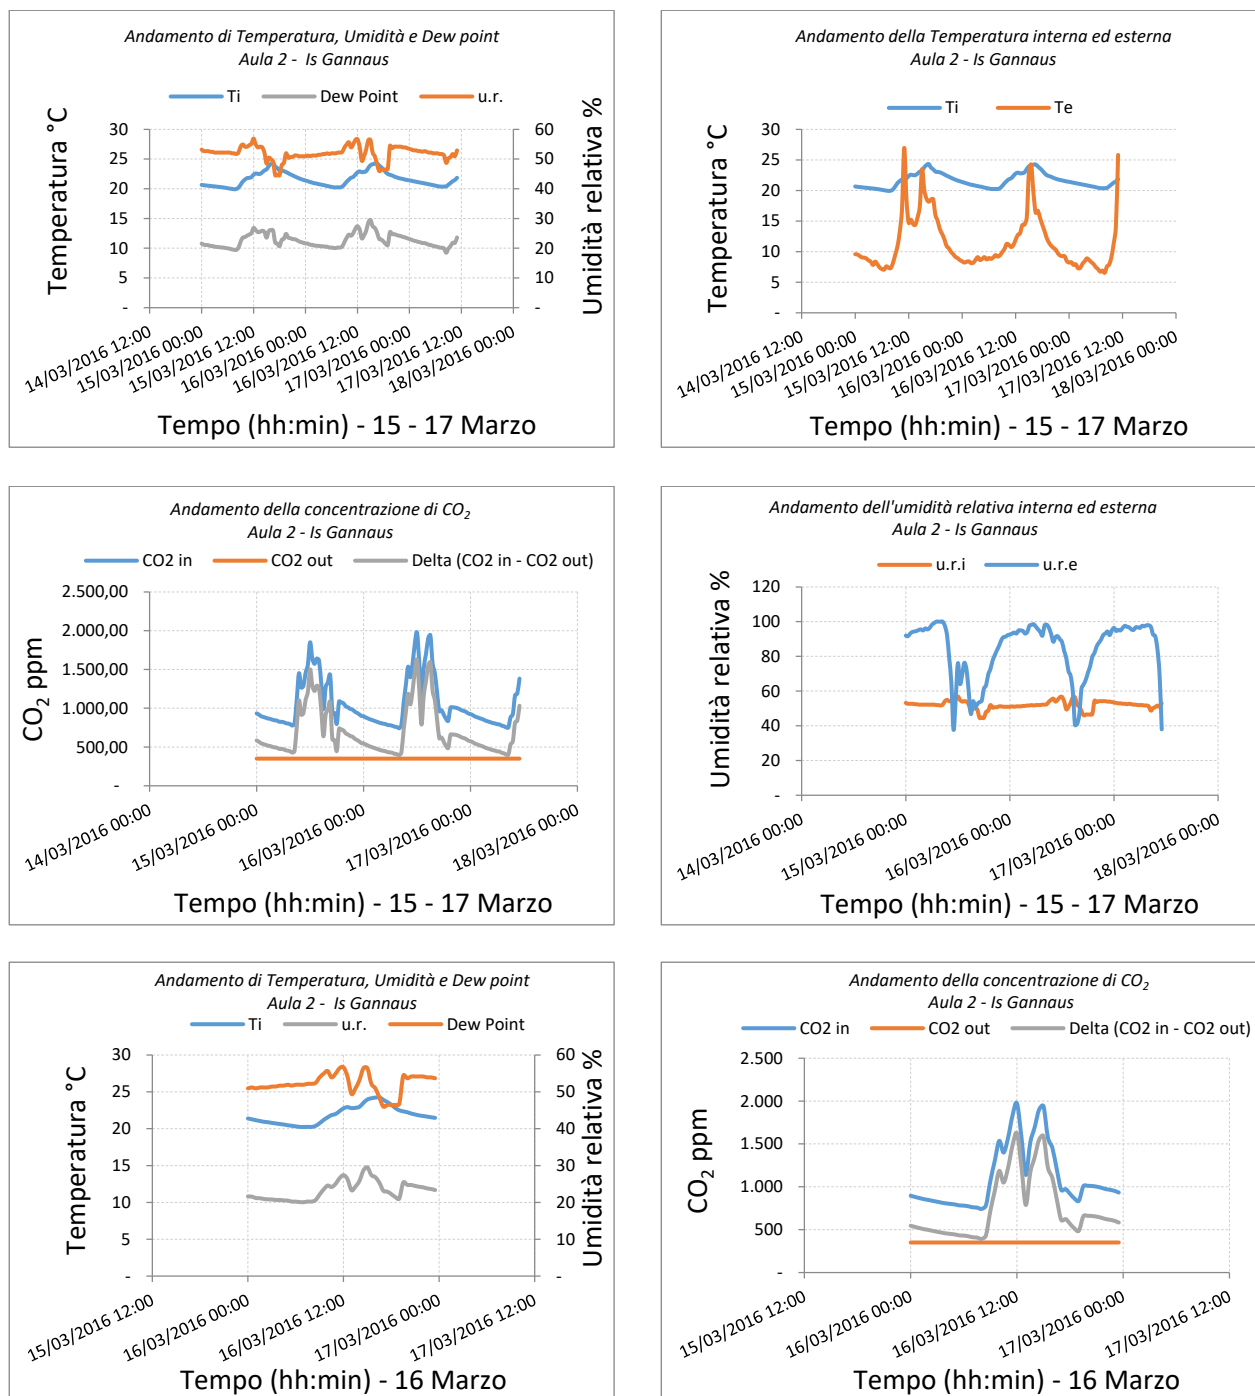 Andamento di Temperatura, Umidità e Dew point
Aula 2 - Is Gannaus
Ti Dew Point u.r.
Temperatura °C
30
25
20
15
10
5
-
60
50
40
30
20
10
-
Umidità relativa %
14/03/2016 12:00
15/03/2016 00:00
15/03/2016 12:00
16/03/2016 00:00
16/03/2016 12:00
17/03/2016 00:00
17/03/2016 12:00
18/03/2016 00:00
Tempo (hh:min) - 15 - 17 Marzo
Andamento della Temperatura interna ed esterna
Aula 2 - Is Gannaus
Ti Te
Temperatura °C
30
25
20
15
10
5
-
14/03/2016 12:00
15/03/2016 00:00
15/03/2016 12:00
16/03/2016 00:00
16/03/2016 12:00
17/03/2016 00:00
17/03/2016 12:00
18/03/2016 00:00
Tempo (hh:min) - 15 - 17 Marzo
Andamento della concentrazione di CO2
Aula 2 - Is Gannaus
CO2 in CO2 out Delta (CO2 in - CO2 out)
CO2 ppm
2.500,00
2.000,00
1.500,00
1.000,00
500,00
-
14/03/2016 00:00
15/03/2016 00:00
16/03/2016 00:00
17/03/2016 00:00
18/03/2016 00:00
Tempo (hh:min) - 15 - 17 Marzo
Andamento dell'umidità relativa interna ed esterna
Aula 2 - Is Gannaus
u.r.i u.r.e
Umidità relativa %
120
100
80
60
40
20
-
14/03/2016 00:00
15/03/2016 00:00
16/03/2016 00:00
17/03/2016 00:00
18/03/2016 00:00
Tempo (hh:min) - 15 - 17 Marzo
Andamento di Temperatura, Umidità e Dew point
Aula 2 - Is Gannaus
Ti u.r. Dew Point
Temperatura °C
30
25
20
15
10
5
-
60
50
40
30
20
10
-
Umidità relativa %
15/03/2016 12:00
16/03/2016 00:00
16/03/2016 12:00
17/03/2016 00:00
17/03/2016 12:00
Tempo (hh:min) - 16 Marzo
Andamento della concentrazione di CO2
Aula 2 - Is Gannaus
CO2 in CO2 out Delta (CO2 in - CO2 out)
CO2 ppm
2.500
2.000
1.500
1.000
500
-
15/03/2016 12:00
16/03/2016 00:00
16/03/2016 12:00
17/03/2016 00:00
17/03/2016 12:00
Tempo (hh:min) - 16 Marzo